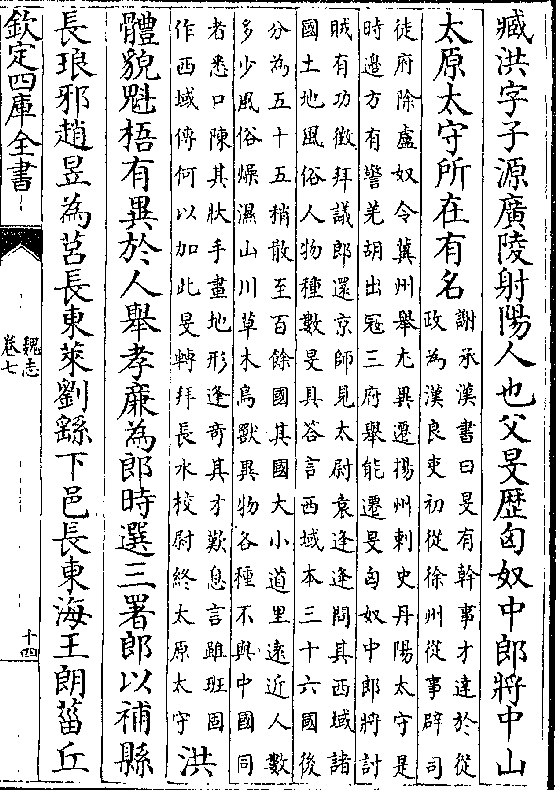 臧洪字子源廣陵射陽人也父旻歴匈奴中郎將中山
太原太守所在有名
謝承漢書曰旻有幹事才達於從
政為漢良吏初從徐州從事辟司
徒府除盧奴令冀州舉尤異遷揚州刺史丹陽太守是
時邊方有警羌胡出冦三府舉能遷旻匈奴中郎將討
賊有功徵拜議郎還京師見太尉袁逢逢問其西域諸
國土地風俗人物種數旻具答言西域本三十六國後
分為五十五稍散至百餘國其國大小道里逺近人數
多少風俗燥濕山川草木鳥獸異物各種不與中國同
者悉口陳其狀手畫地形逢竒其才歎息言雖班固
作西域傳何以加此旻轉拜長水校尉終太原太守
洪
體貌魁梧有異於人舉孝廉為郎時選三署郎以補縣
長琅邪趙昱為莒長東萊劉繇下邑長東海王朗菑丘
欽定四庫全書
魏志
卷七
十四